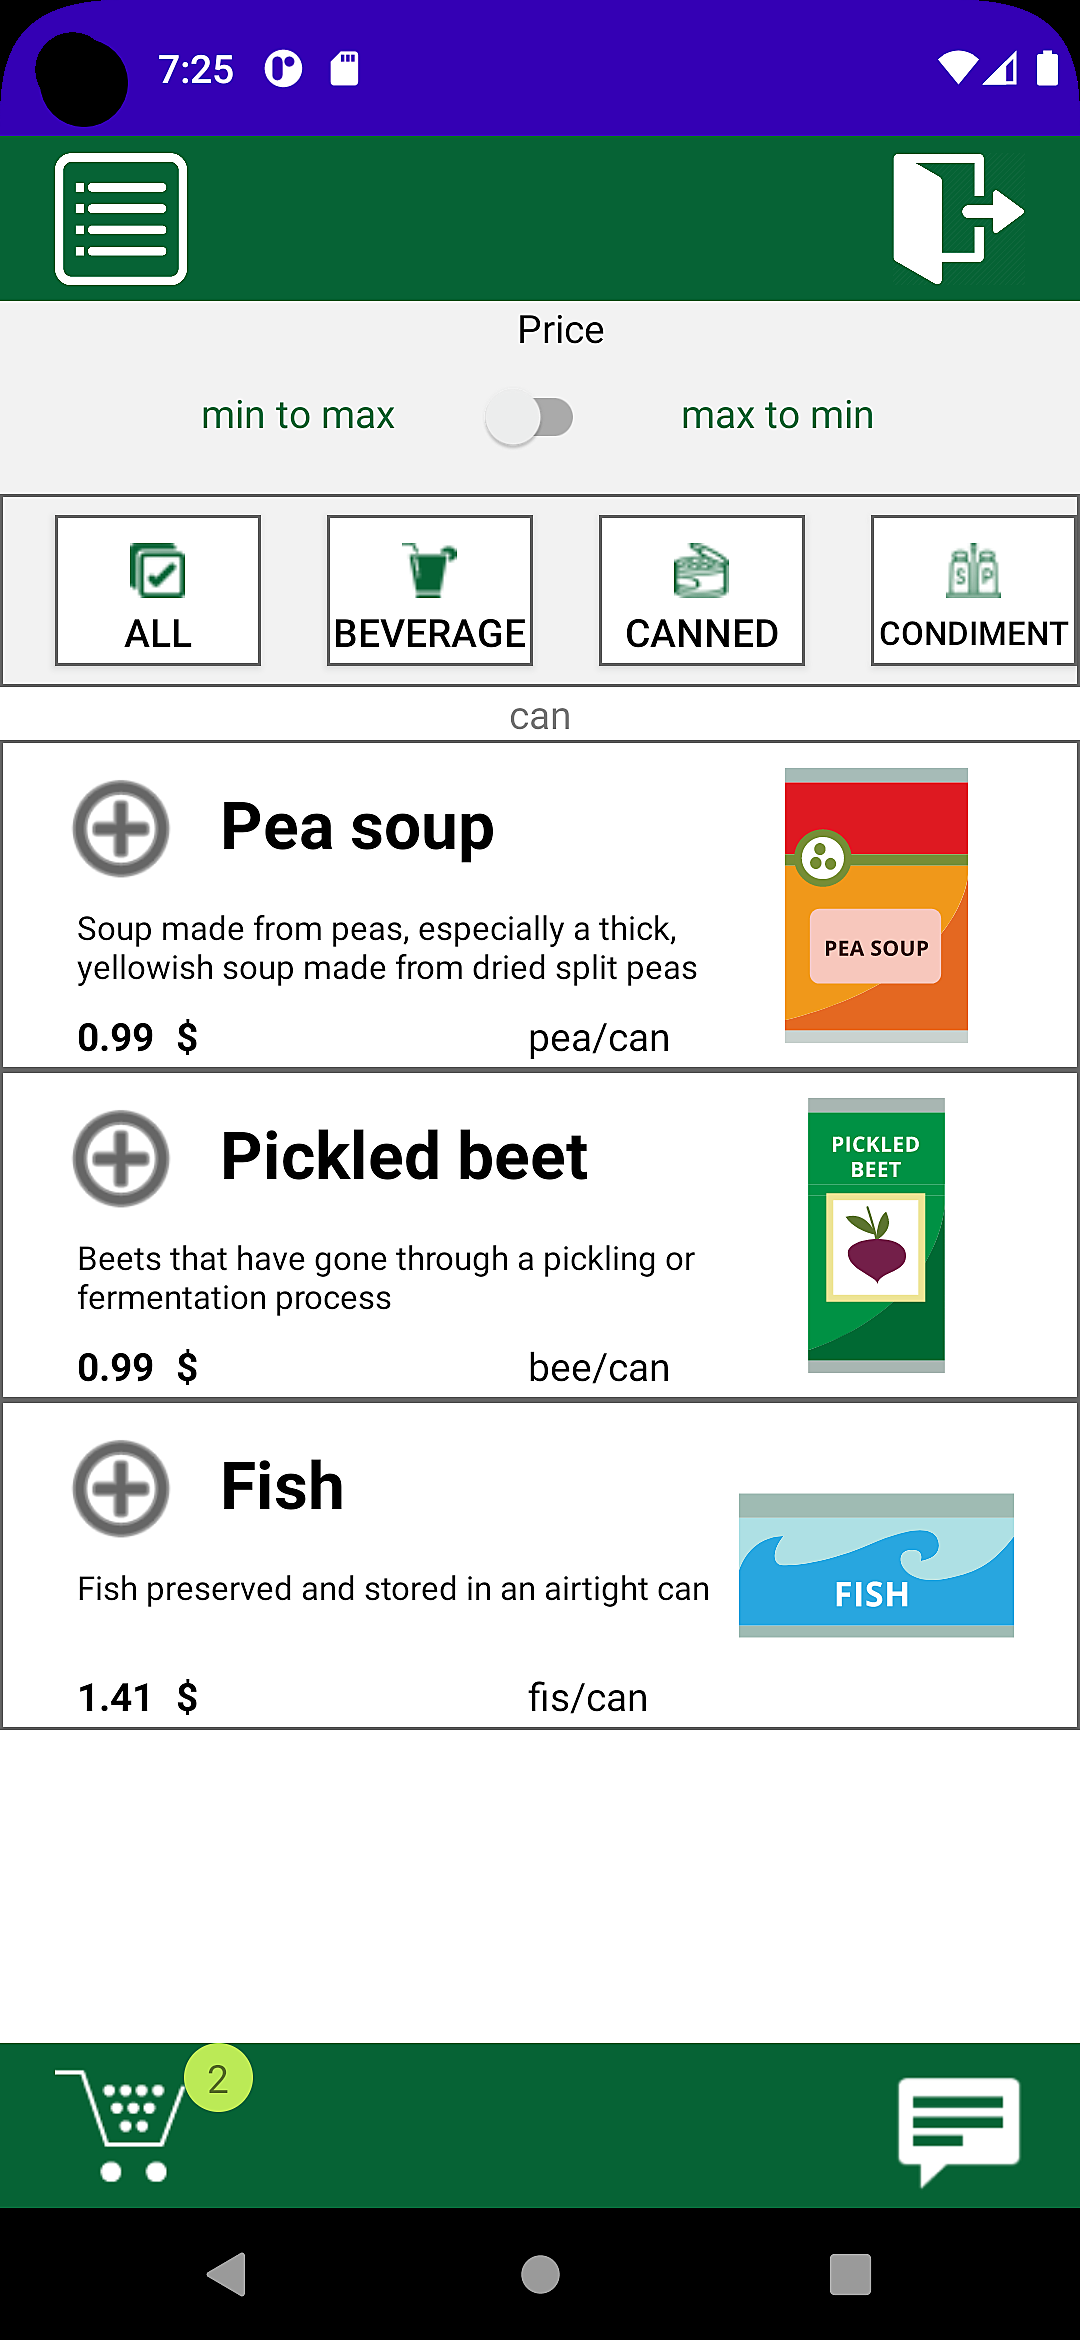 7:25
Price
min to max
max to min
ALL
BEVERAGE
CANNED
CONDIMENT
S P
can
Pea soup
Soup made from peas, especially a thick,
yellowish soup made from dried split peas
0.99 $
pea/can
PEA SOUP
Pickled beet
Beets that have gone through a pickling or
fermentation process
0.99 $
bee/can
PICKLED
BEET
Fish
Fish preserved and stored in an airtight can
1.41 $
fis/can
FISH
2